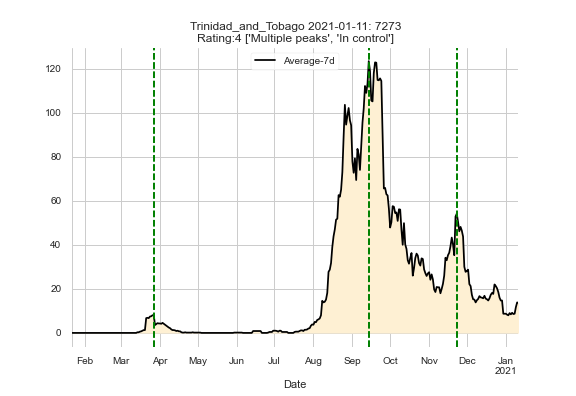 Trinidad_and_Tobago 2021-01-11: 7273
Rating:4 ['Multiple peaks', 'In control']
Average-7d
120
100
80
60
40
20
0
Feb Mar Apr May Jun Jul Aug Sep Oct Nov Dec Jan
2021
Date